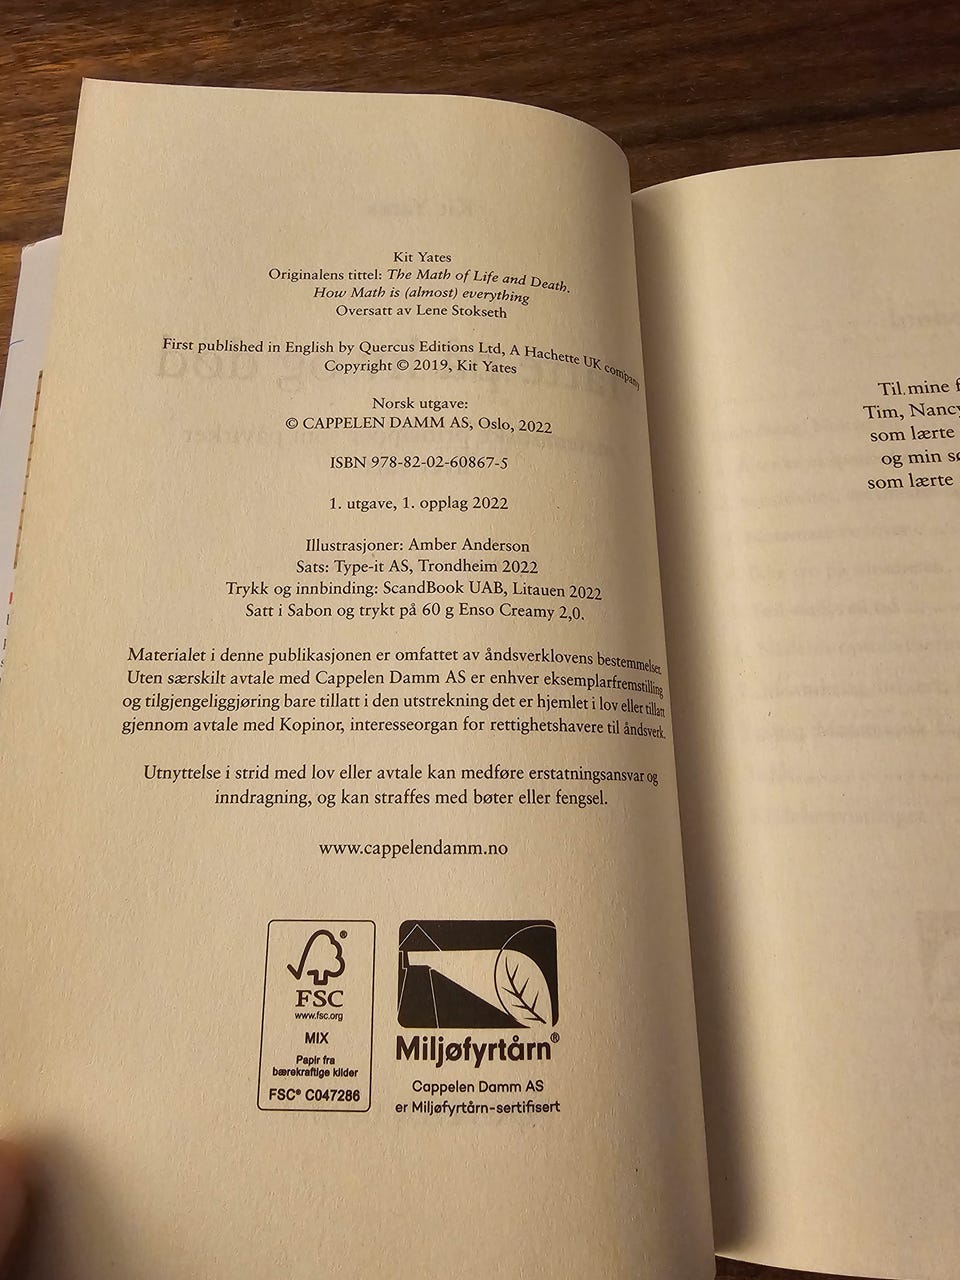 Kit Yates
Originalens tittel: The Math of Life and Death.
How Math is (almost) everything
Oversatt av Lene Stokseth
First published in English by Quercus Editions Ltd, A Hachette UK company
Copyright © 2019, Kit Yates
Norsk utgave:
© CAPPELEN DAMM AS, Oslo, 2022
ISBN 978-82-02-60867-5
1. utgave, 1. opplag 2022
Illustrasjoner: Amber Anderson
Sats: Type-it AS, Trondheim 2022
Trykk og innbinding: ScandBook UAB, Litauen 2022
Satt i Sabon og trykt på 60 g Enso Creamy 2,0.
Materialet i denne publikasjonen er omfattet av åndsverklovens bestemmelser.
Uten særskilt avtale med Cappelen Damm AS er enhver eksemplarfremstilling
og tilgjengeliggjøring bare tillatt i den utstrekning det er hjemlet i lov eller tillatt
gjennom avtale med Kopinor, interesseorgan for rettighetshavere til åndsverk.
Utnyttelse i strid med lov eller avtale kan medføre erstatningsansvar og
inndragning, og kan straffes med bøter eller fengsel.
www.cappelendamm.no
FSC
www.fsc.org
MIX
Papir fra
bærekraftige kilder
FSC® C047286
Miljøfyrtårn®
Cappelen Damm AS
er Miljøfyrtårn-sertifisert
Til mine f
Tim, Nancy
som lærte
og min sø
som lærte